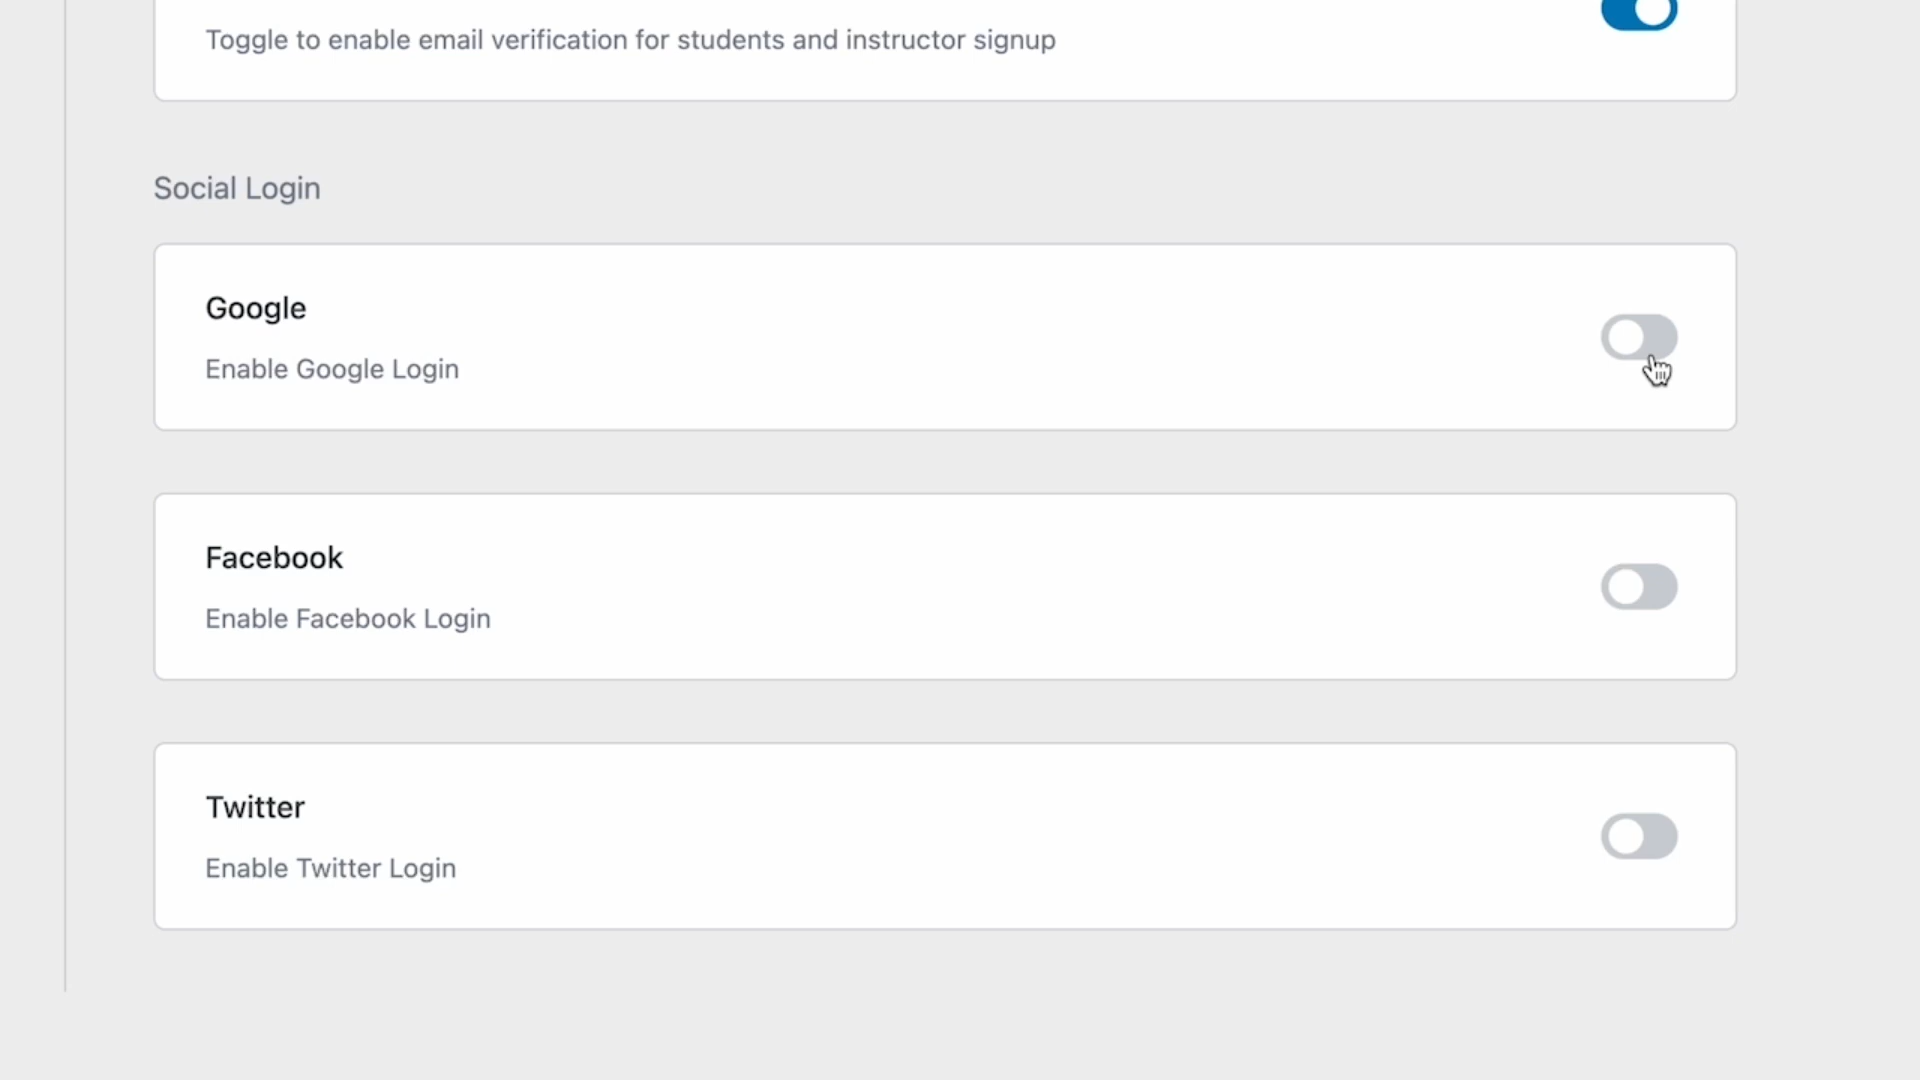 Toggle to enable email verification for students and instructor signup
Social Login
Google
Enable Google Login
Facebook
Enable Facebook Login
Twitter
Enable Twitter Login